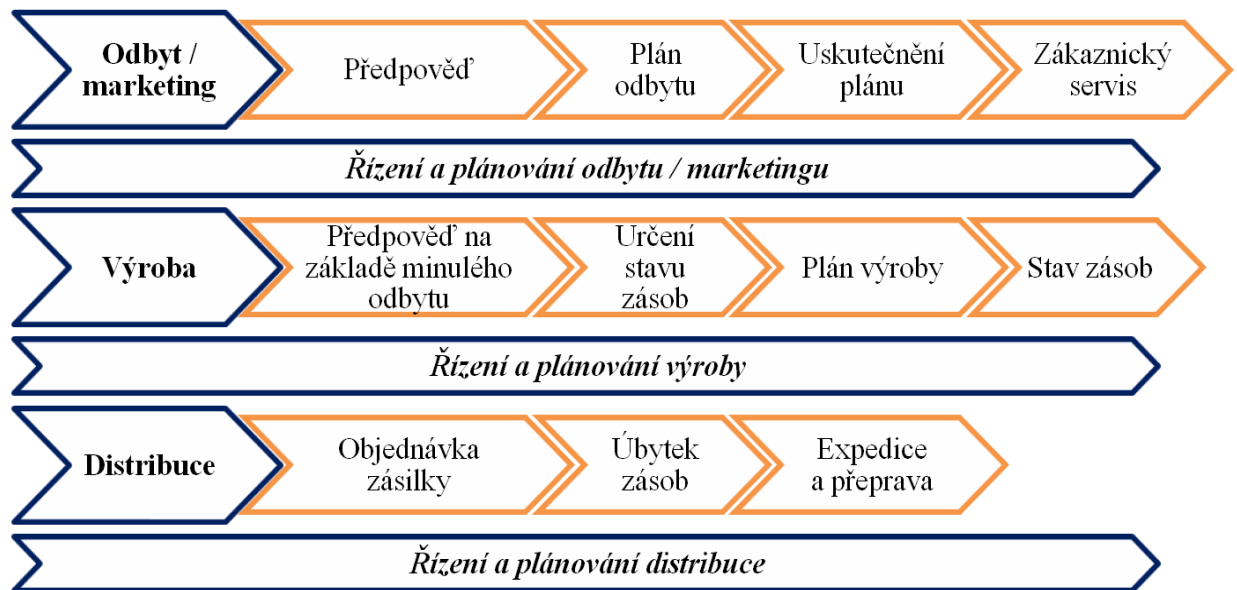 Odbyt /
marketing
Předpověď
Plán
odbytu
Uskutečnění
plánu
Zákaznický
servis
Řízení a plánování odbytu / marketingu
Výroba
Předpověď na
základě minulého
odbytu
Určení
stavu
zásob
Plán výroby
Stav zásob
Řízení a plánování výroby
Distribuce
Objednávka
zásilky
Úbytek
zásob
Expedice
a přeprava
Řízení a plánování distribuce